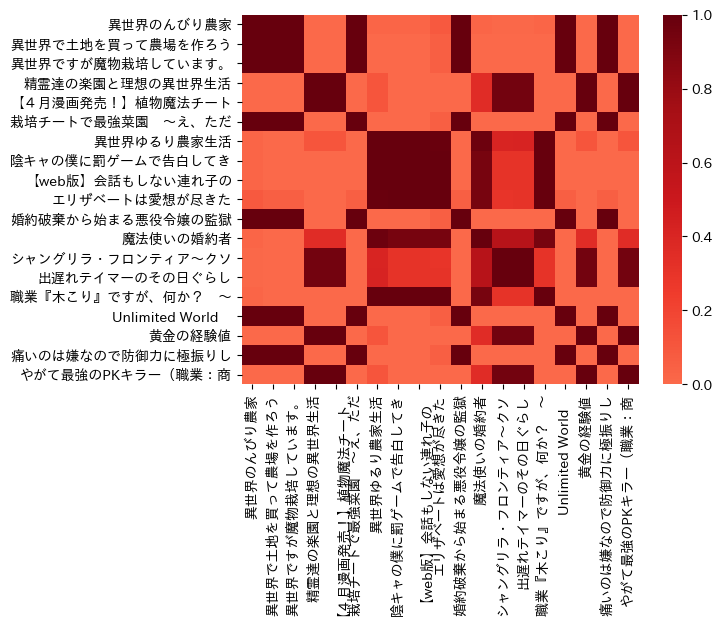 異世界のんびり農家
異世界で土地を買って農場を作ろう
異世界ですが魔物栽培しています。
精霊達の楽園と理想の異世界生活
【４月漫画発売！】植物魔法チート
栽培チートで最強菜園　～え、ただ
異世界ゆるり農家生活
陰キャの僕に罰ゲームで告白してき
【web版】会話もしない連れ子の
エリザベートは愛想が尽きた
婚約破棄から始まる悪役令嬢の監獄
魔法使いの婚約者
シャングリラ・フロンティア～クソ
出遅れテイマーのその日ぐらし
職業『木こり』ですが、何か？　～
Unlimited World
黄金の経験値
痛いのは嫌なので防御力に極振りし
やがて最強のPKキラー（職業：商
1.0
0.8
0.6
0.4
0.2
0.0
異世界のんびり農家
異世界で土地を買って農場を作ろう
異世界ですが魔物栽培しています。
精霊達の楽園と理想の異世界生活
【４月漫画発売！】植物魔法チート
栽培チートで最強菜園　～え、ただ
異世界ゆるり農家生活
陰キャの僕に罰ゲームで告白してき
【web版】会話もしない連れ子の
エリザベートは愛想が尽きた
婚約破棄から始まる悪役令嬢の監獄
魔法使いの婚約者
シャングリラ・フロンティア～クソ
出遅れテイマーのその日ぐらし
職業『木こり』ですが、何か？　～
Unlimited World
黄金の経験値
痛いのは嫌なので防御力に極振りし
やがて最強のPKキラー（職業：商